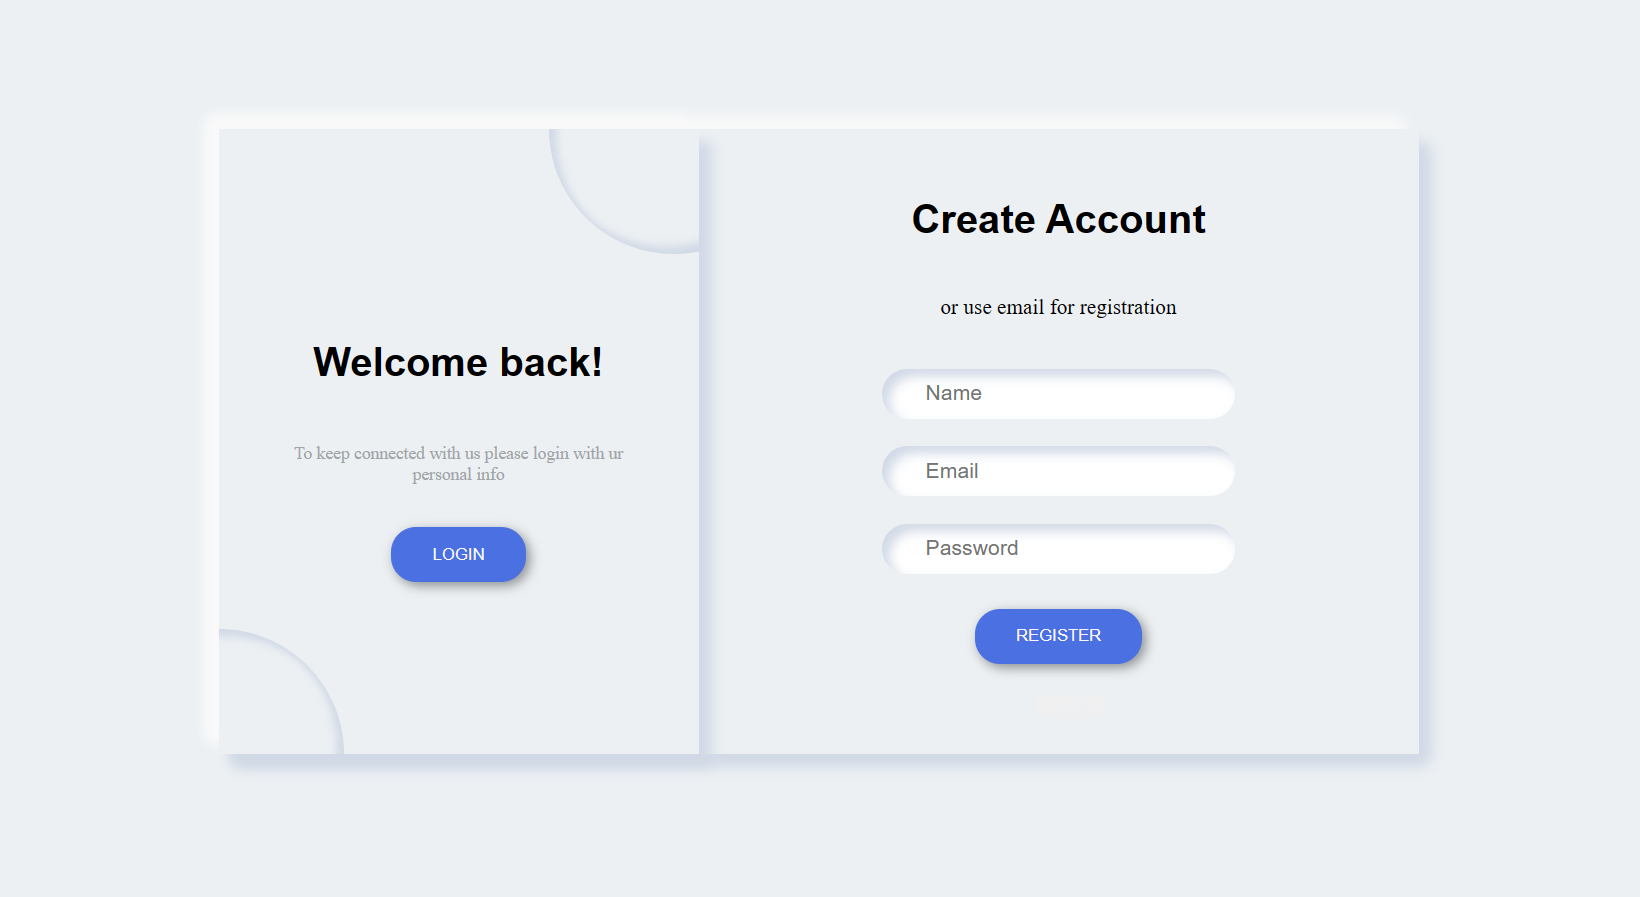 Welcome back!
To keep connected with us please login with ur
personal info
LOGIN
Create Account
or use email for registration
Name
Email
Password
REGISTER